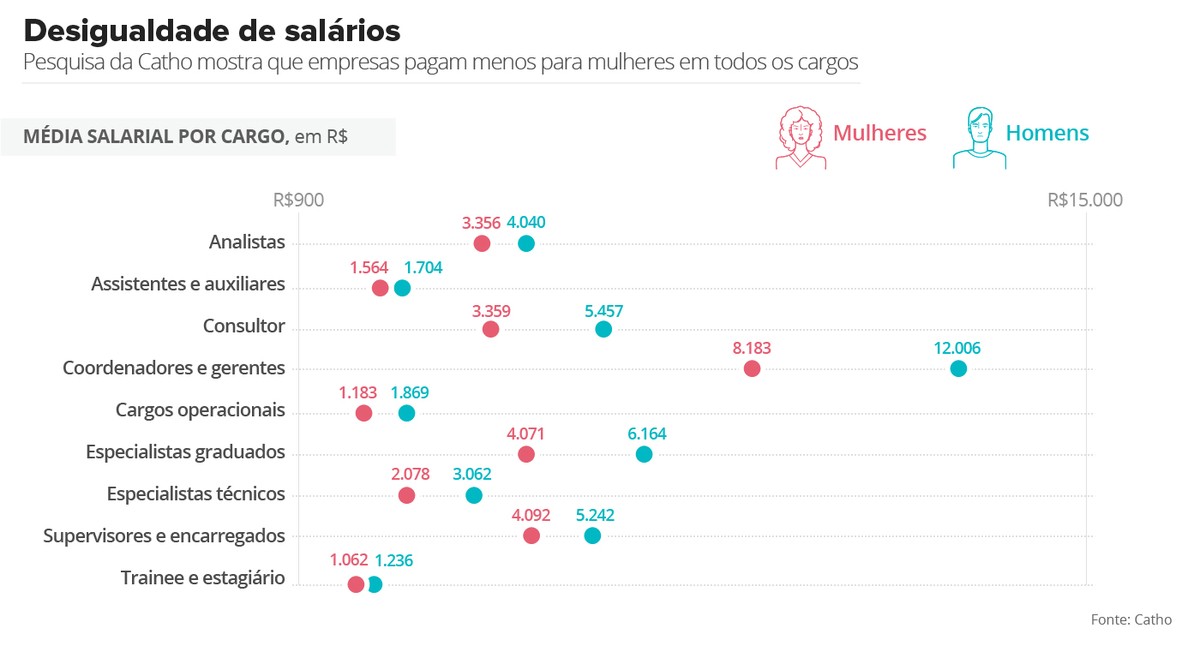 Desigualdade de salários
Pesquisa da Catho mostra que empresas pagam menos para mulheres em todos os cargos
MÉDIA SALARIAL POR CARGO, em R$
Mulheres
Homens
R$900
R$15.000
Analistas
3.356
4.040
Assistentes e auxiliares
1.564
1.704
Consultor
3.359
5.457
Coordenadores e gerentes
8.183
12.006
Cargos operacionais
1.183
1.869
Especialistas graduados
4.071
6.164
Especialistas técnicos
2.078
3.062
Supervisores e encarregados
4.092
5.242
Trainee e estagiário
1.062
1.236
Fonte: Catho